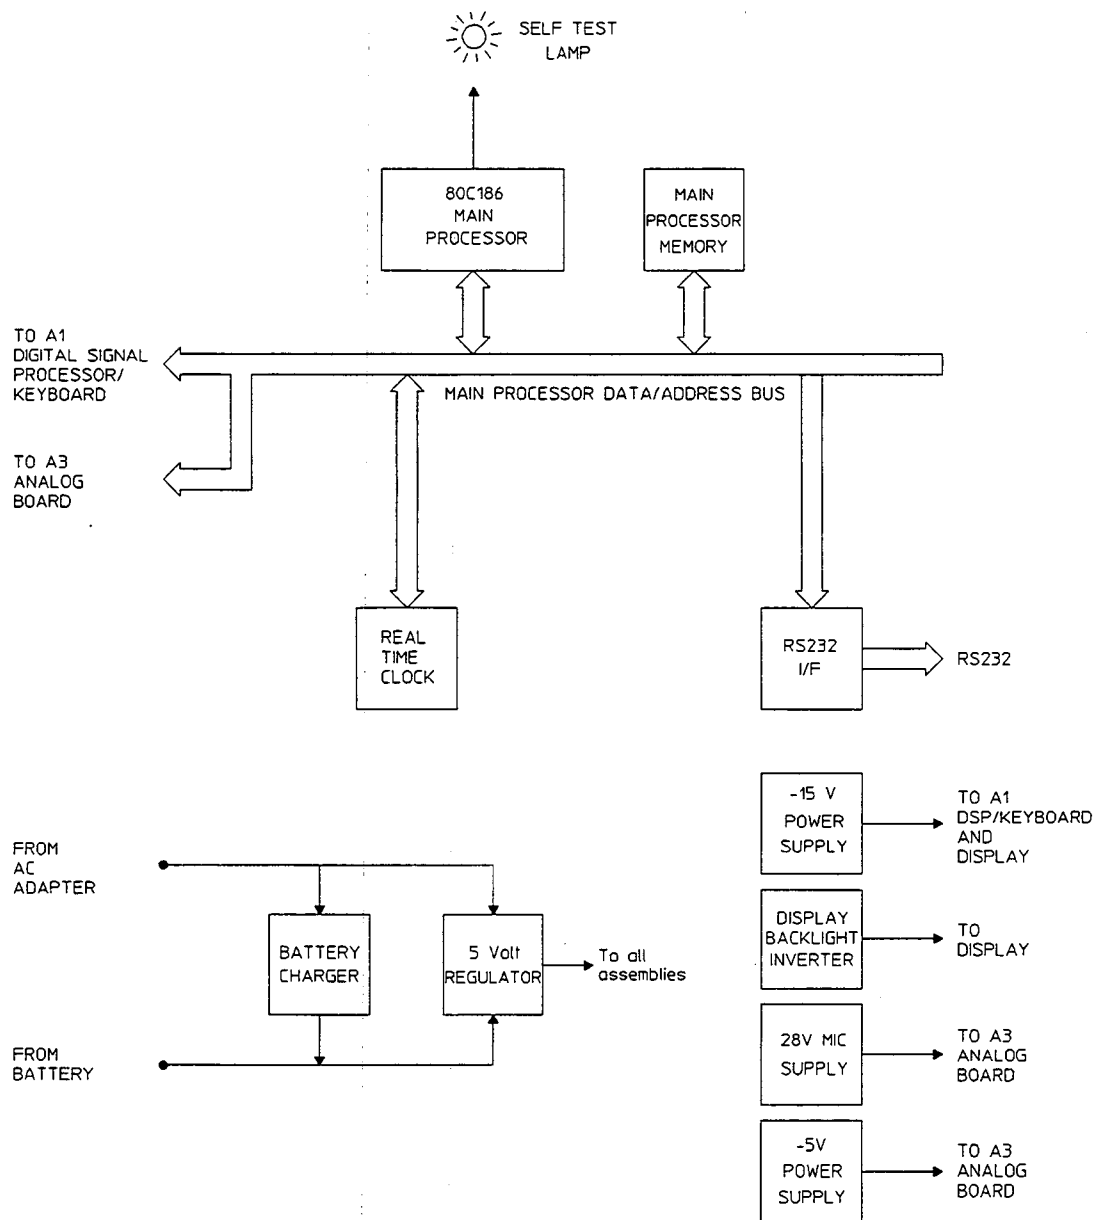 SELF TEST
LAMP
80C186
MAIN
PROCESSOR
MAIN
PROCESSOR
MEMORY
TO A1
DIGITAL SIGNAL
PROCESSOR/
KEYBOARD
MAIN PROCESSOR DATA/ADDRESS BUS
TO A3
ANALOG
BOARD
REAL
TIME
CLOCK
RS232
I/F
RS232
-15 V
POWER
SUPPLY
TO A1
DSP/KEYBOARD
AND
DISPLAY
FROM
AC
ADAPTER
BATTERY
CHARGER
5 Volt
REGULATOR
To all
assemblies
DISPLAY
BACKLIGHT
INVERTER
TO
DISPLAY
FROM
BATTERY
28V MIC
SUPPLY
TO A3
ANALOG
BOARD
-5V
POWER
SUPPLY
TO A3
ANALOG
BOARD